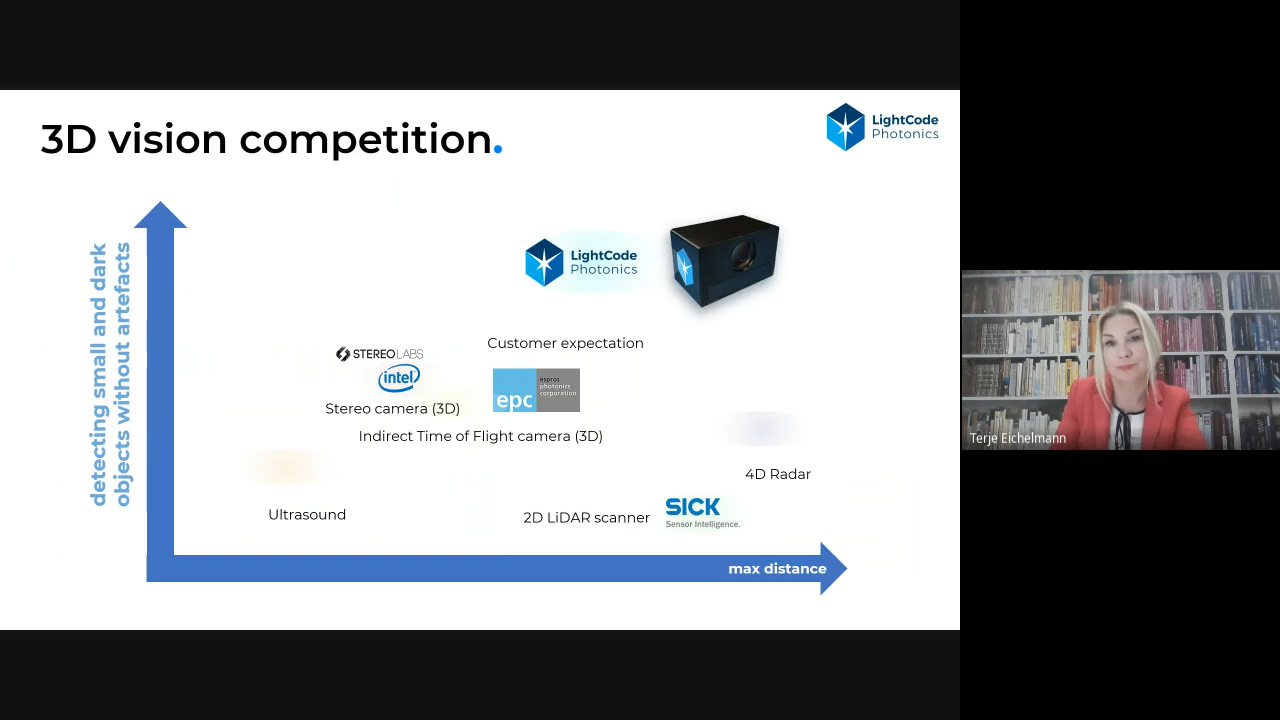 3D vision competition.
LightCode
Photonics
detecting small and dark
objects without artefacts
LightCode
Photonics
Customer expectation
STEREOLABS
intel
Stereo camera (3D)
epc
espros
photonics
corporation
Indirect Time of Flight camera (3D)
4D Radar
Ultrasound
2D LiDAR scanner
SICK
Sensor Intelligence.
max distance
Terje Eichelmann